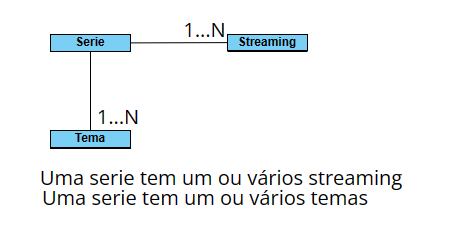 1...N
Serie
Streaming
1...N
Tema
Uma serie tem um ou vários streaming
Uma serie tem um ou vários temas